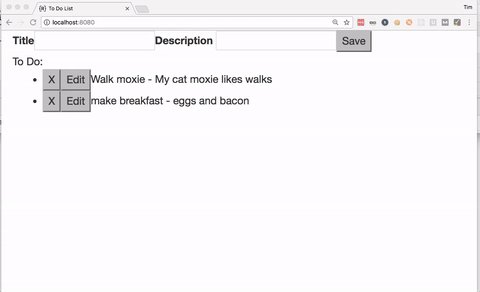 Tim
{#} To Do List
localhost:8080
Title Description Save
To Do:
X Edit Walk moxie - My cat moxie likes walks
X Edit make breakfast - eggs and bacon